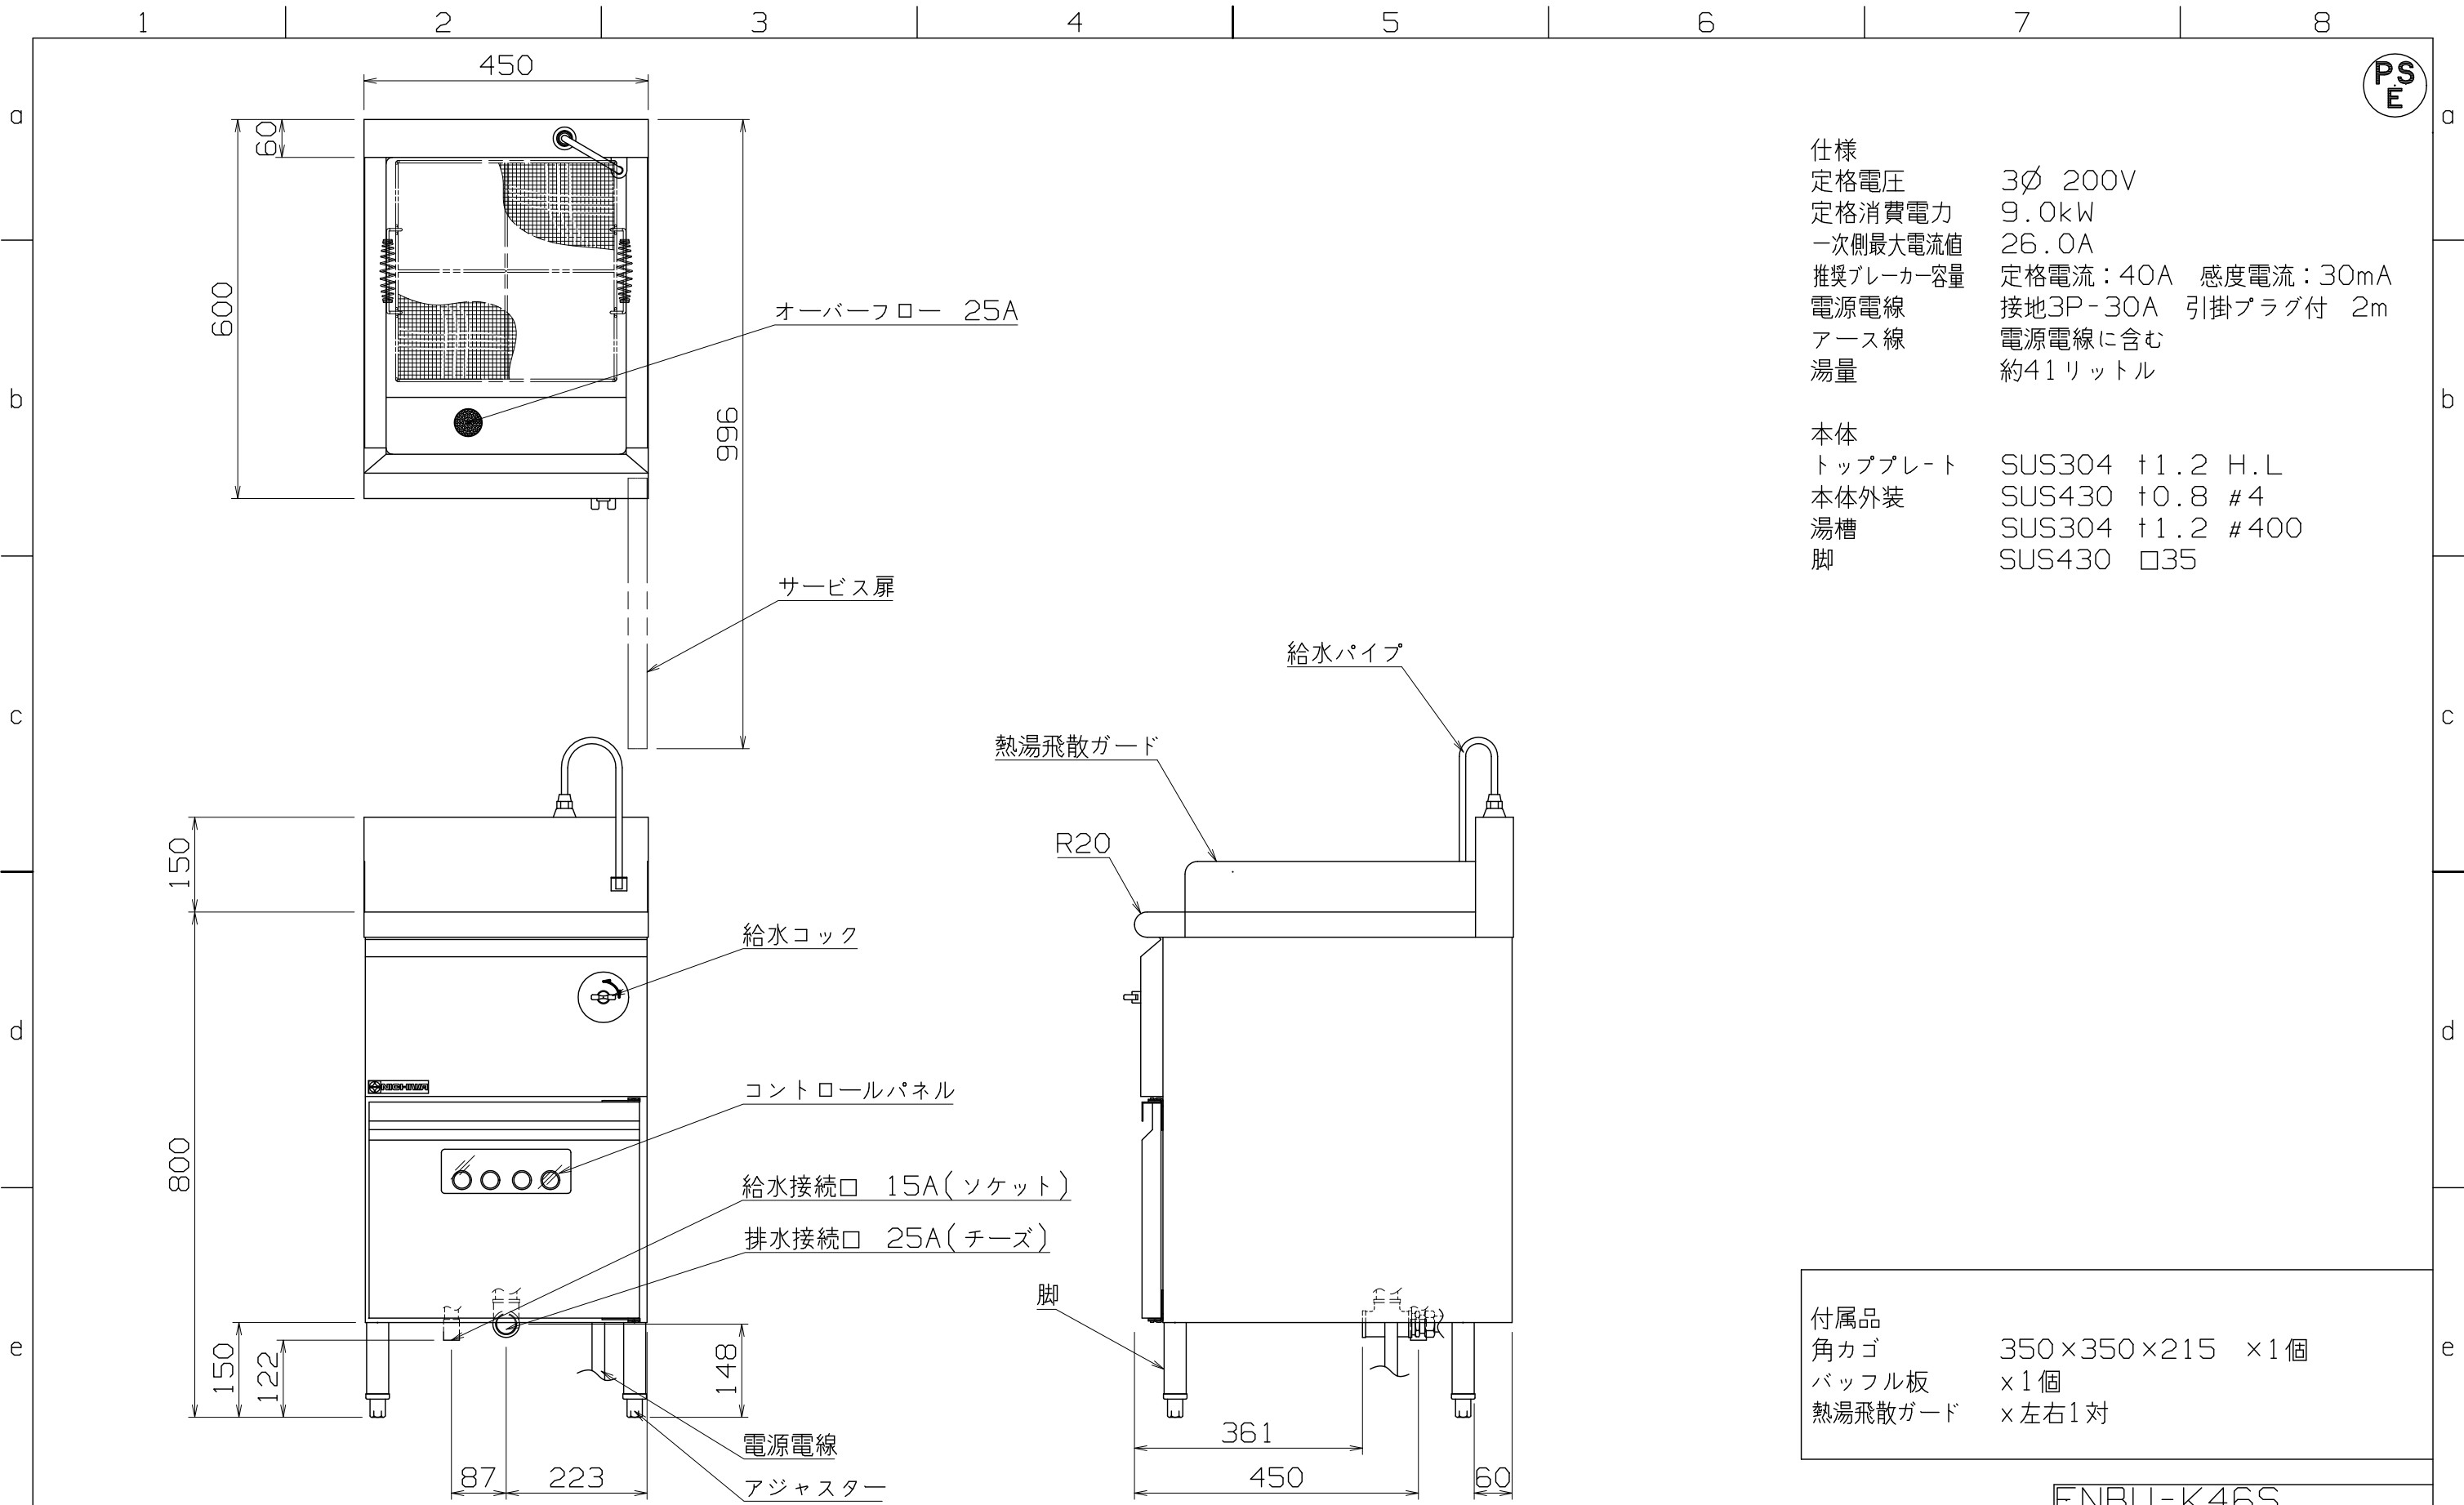 1 2 3 4 5 6 7 8
a a
b b
c c
d d
e e
PS
E
450
60
600
996
オーバーフロー 25A
サービス扉
仕様
定格電圧 3Ø 200V
定格消費電力 9.0kW
一次側最大電流値 26.0A
推奨ブレーカー容量 定格電流：40A 感度電流：30mA
電源電線 接地3P-30A 引掛プラグ付 2m
アース線 電源電線に含む
湯量 約41リットル
本体
トッププレート SUS304 t1.2 H.L
本体外装 SUS430 t0.8 #4
湯槽 SUS304 t1.2 #400
脚 SUS430 □35
給水パイプ
熱湯飛散ガード
R20
150
800
給水コック
NICHIWA
コントロールパネル
給水接続口 15A(ソケット)
排水接続口 25A(チーズ)
脚
150
122
148
87
223
電源電線
アジャスター
361
450
60
付属品
角カゴ 350×350×215 ×1個
バッフル板 x1個
熱湯飛散ガード x左右1対
ENBU-K46S